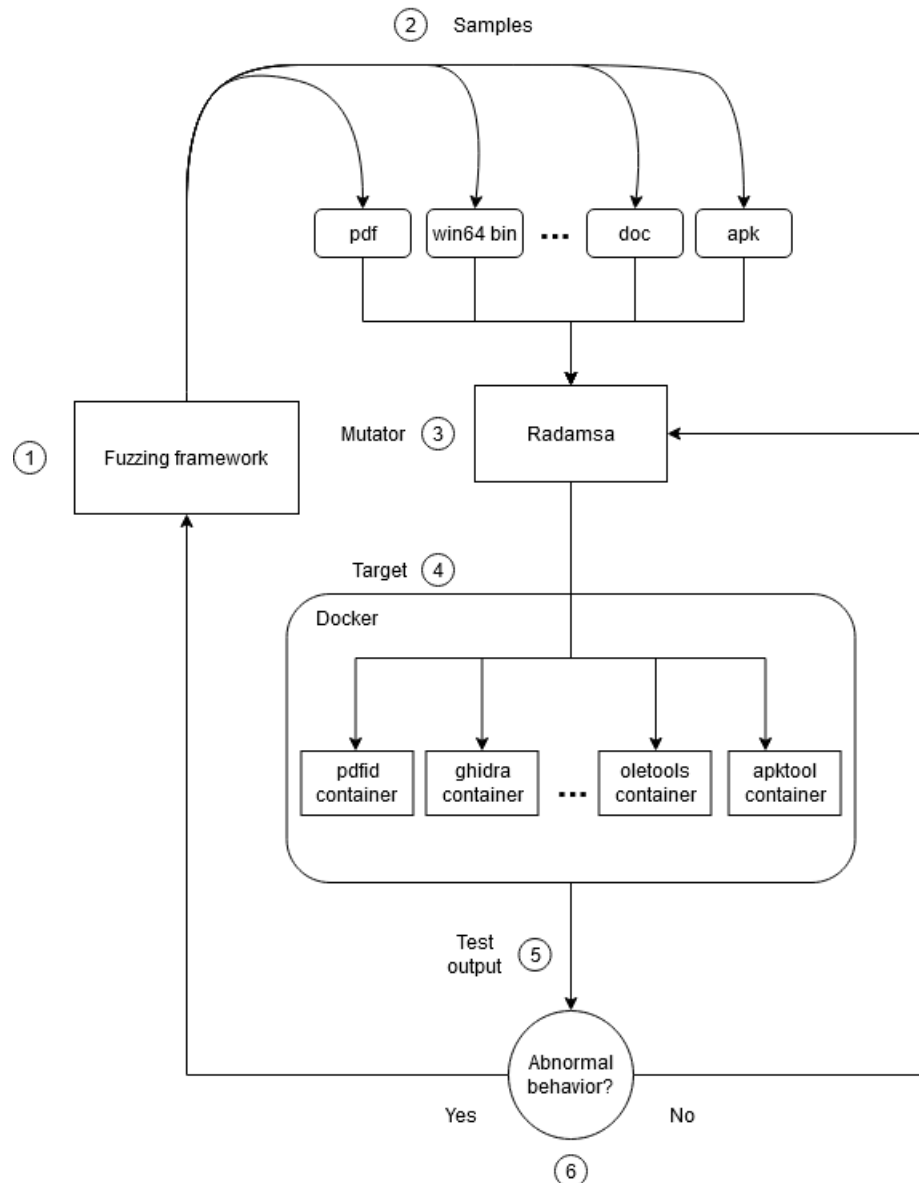 2 Samples
pdf
win64 bin
...
doc
apk
Mutator 3
Radamsa
1
Fuzzing framework
Target 4
Docker
pdfid
container
ghidra
container
...
oletools
container
apktool
container
Test
output
5
Abnormal
behavior?
Yes
No
6